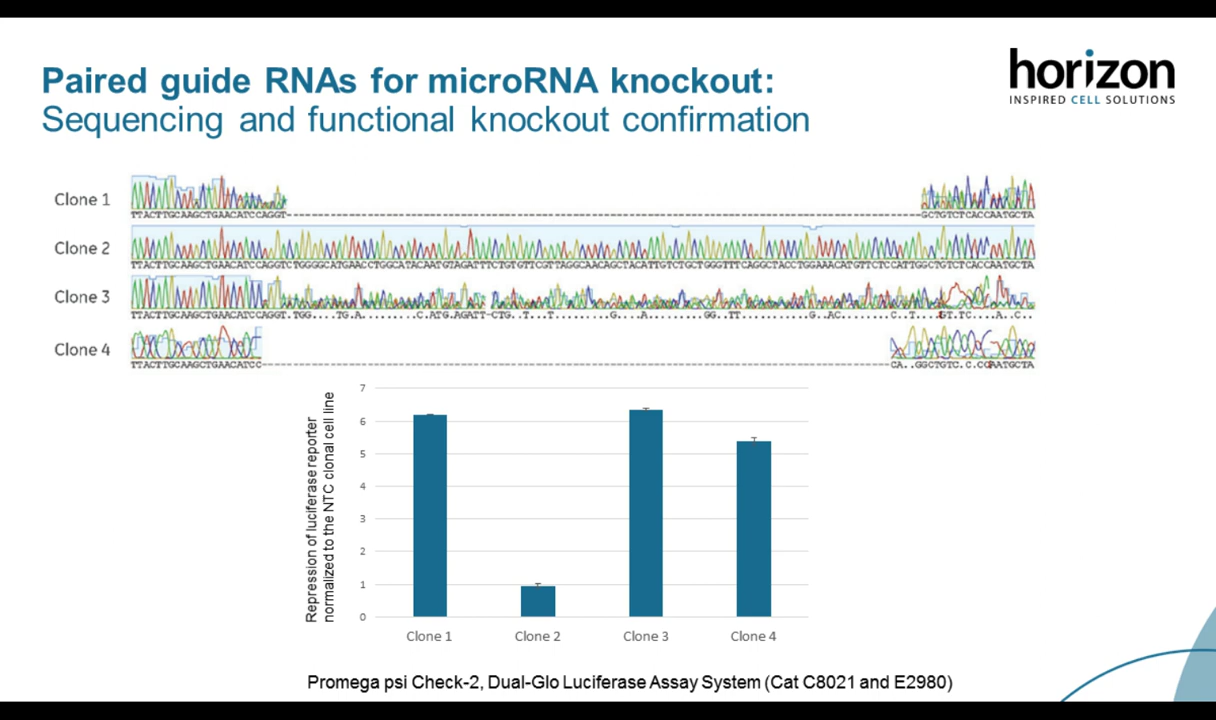 Paired guide RNAs for microRNA knockout:
Sequencing and functional knockout confirmation
horizon
INSPIRED CELL SOLUTIONS
Clone 1
TTACTTGCAAGCTGAACATCCAGGT
GCTGTCTCACCAATGCTA
Clone 2
Clone 3
Clone 4
TTACTTGCAAGCTGAACATCC
Repression of luciferase reporter
normalized to the NTC clonal cell line
7
6
5
4
3
2
1
0
Clone 1
Clone 2
Clone 3
Clone 4
Promega psi Check-2, Dual-Glo Luciferase Assay System (Cat C8021 and E2980)